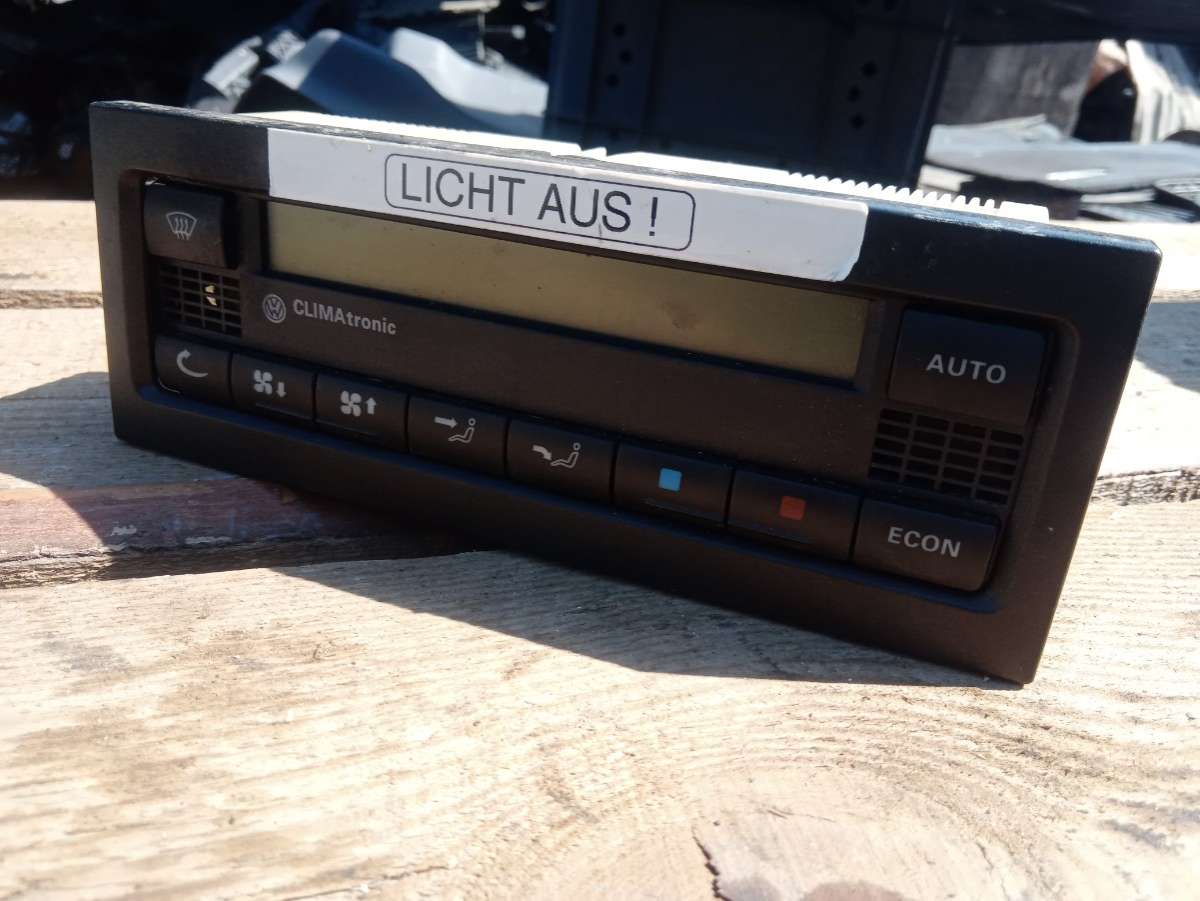 LICHT AUS !
CLIMAtronic
AUTO
ECON